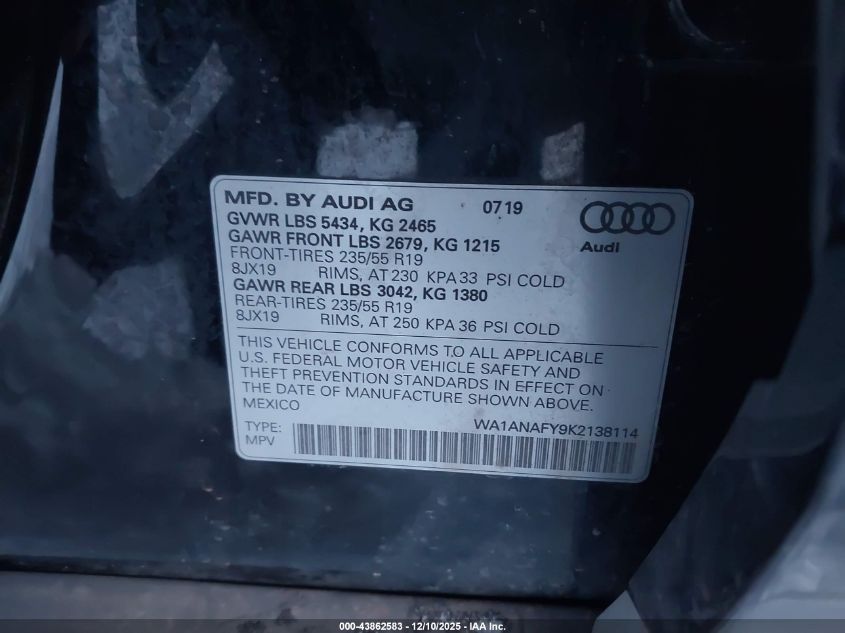 MFD. BY AUDI AG 0719
GVWR LBS 5434, KG 2465
GAWR FRONT LBS 2679, KG 1215
FRONT-TIRES 235/55 R19
8JX19 RIMS, AT 230 KPA 33 PSI COLD
GAWR REAR LBS 3042, KG 1380
REAR-TIRES 235/55 R19
8JX19 RIMS, AT 250 KPA 36 PSI COLD
Audi
THIS VEHICLE CONFORMS TO ALL APPLICABLE
U.S. FEDERAL MOTOR VEHICLE SAFETY AND
THEFT PREVENTION STANDARDS IN EFFECT ON
THE DATE OF MANUFACTURE SHOWN ABOVE.
MEXICO
WA1ANAFY9K2138114
TYPE:
MPV
000-43862583 - 12/10/2025 - IAA Inc.